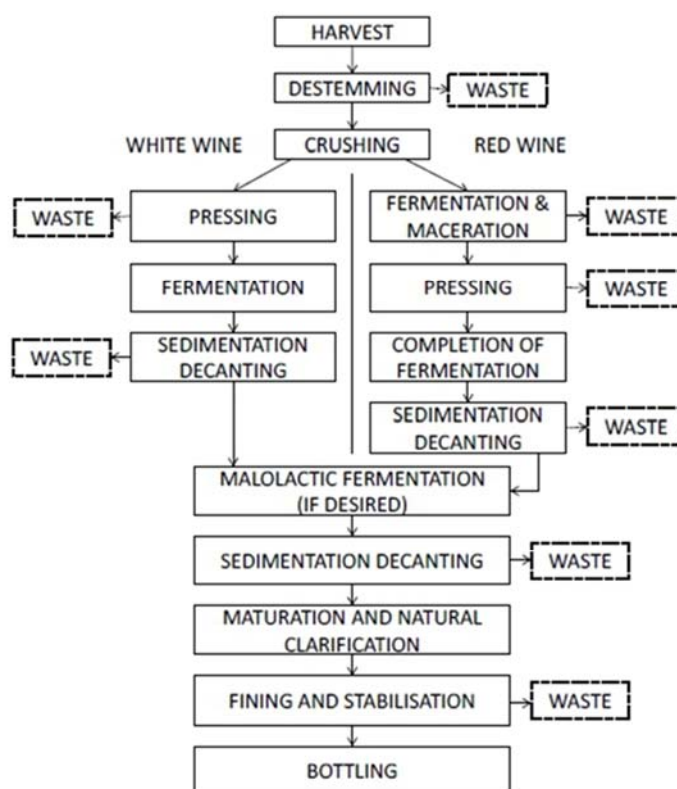 HARVEST
DESTEMMING
WASTE
WHITE WINE
CRUSHING
RED WINE
WASTE
PRESSING
FERMENTATION &
MACERATION
WASTE
FERMENTATION
PRESSING
WASTE
WASTE
SEDIMENTATION
DECANTING
COMPLETION OF
FERMENTATION
SEDIMENTATION
DECANTING
WASTE
MALOLACTIC FERMENTATION
(IF DESIRED)
SEDIMENTATION DECANTING
WASTE
MATURATION AND NATURAL
CLARIFICATION
FINING AND STABILISATION
WASTE
BOTTLING